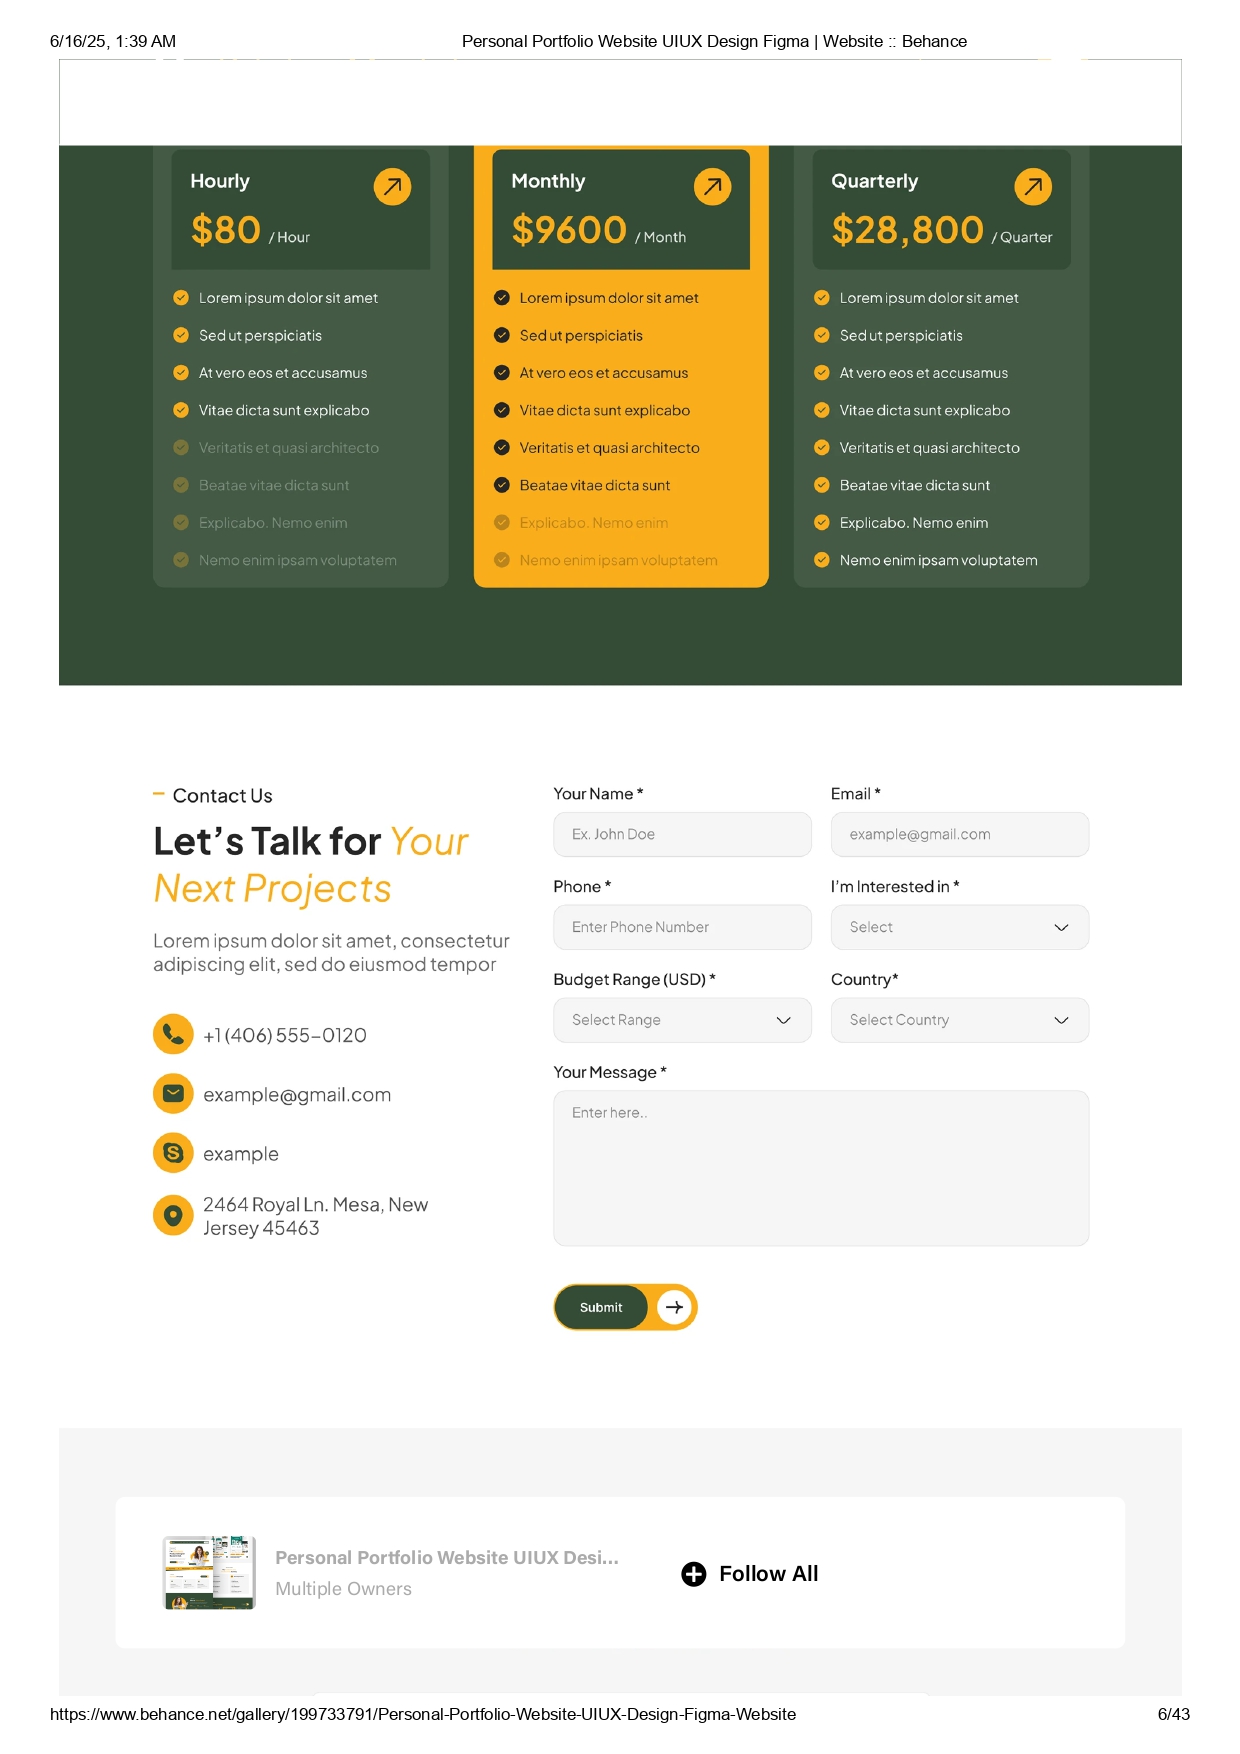 6/16/25, 1:39 AM
Personal Portfolio Website UIUX Design Figma | Website :: Behance
Hourly
$80 / Hour
Lorem ipsum dolor sit amet
Sed ut perspiciatis
At vero eos et accusamus
Vitae dicta sunt explicabo
Veritatis et quasi architecto
Beatae vitae dicta sunt
Explicabo. Nemo enim
Nemo enim ipsam voluptatem
Monthly
$9600 / Month
Lorem ipsum dolor sit amet
Sed ut perspiciatis
At vero eos et accusamus
Vitae dicta sunt explicabo
Veritatis et quasi architecto
Beatae vitae dicta sunt
Explicabo. Nemo enim
Nemo enim ipsam voluptatem
Quarterly
$28,800 / Quarter
Lorem ipsum dolor sit amet
Sed ut perspiciatis
At vero eos et accusamus
Vitae dicta sunt explicabo
Veritatis et quasi architecto
Beatae vitae dicta sunt
Explicabo. Nemo enim
Nemo enim ipsam voluptatem
Contact Us
Let’s Talk for Your
Next Projects
Lorem ipsum dolor sit amet, consectetur
adipiscing elit, sed do eiusmod tempor
+1 (406) 555-0120
example@gmail.com
example
2464 Royal Ln. Mesa, New
Jersey 45463
Your Name *
Ex. John Doe
Email *
example@gmail.com
Phone *
Enter Phone Number
I’m Interested in *
Select
Budget Range (USD) *
Select Range
Country*
Select Country
Your Message *
Enter here..
Submit
Personal Portfolio Website UIUX Desi...
Multiple Owners
Follow All
https://www.behance.net/gallery/199733791/Personal-Portfolio-Website-UIUX-Design-Figma-Website
6/43